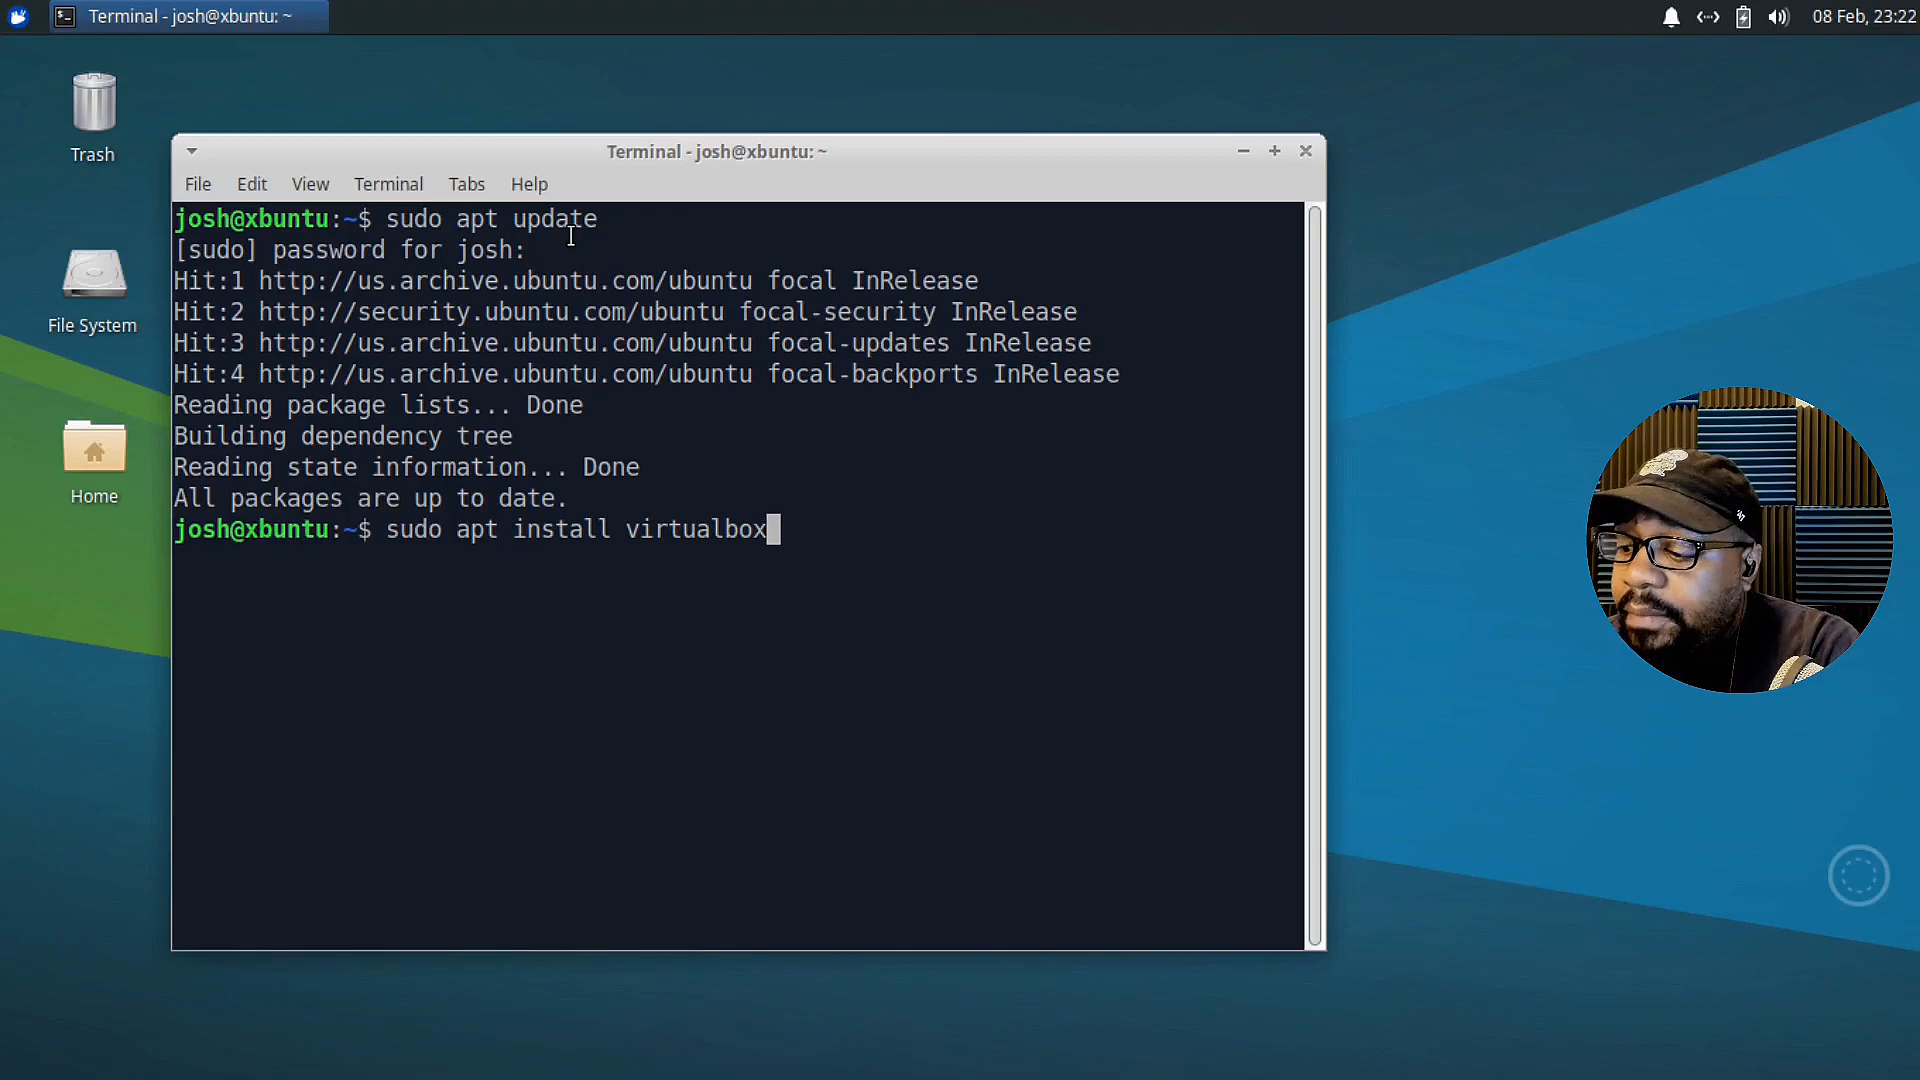 Terminal - josh@xbuntu: ~
08 Feb, 23:22
Trash
File System
Home
Terminal - josh@xbuntu: ~
File Edit View Terminal Tabs Help
josh@xbuntu:~$ sudo apt update
[sudo] password for josh:
Hit:1 http://us.archive.ubuntu.com/ubuntu focal InRelease
Hit:2 http://security.ubuntu.com/ubuntu focal-security InRelease
Hit:3 http://us.archive.ubuntu.com/ubuntu focal-updates InRelease
Hit:4 http://us.archive.ubuntu.com/ubuntu focal-backports InRelease
Reading package lists... Done
Building dependency tree
Reading state information... Done
All packages are up to date.
josh@xbuntu:~$ sudo apt install virtualbox